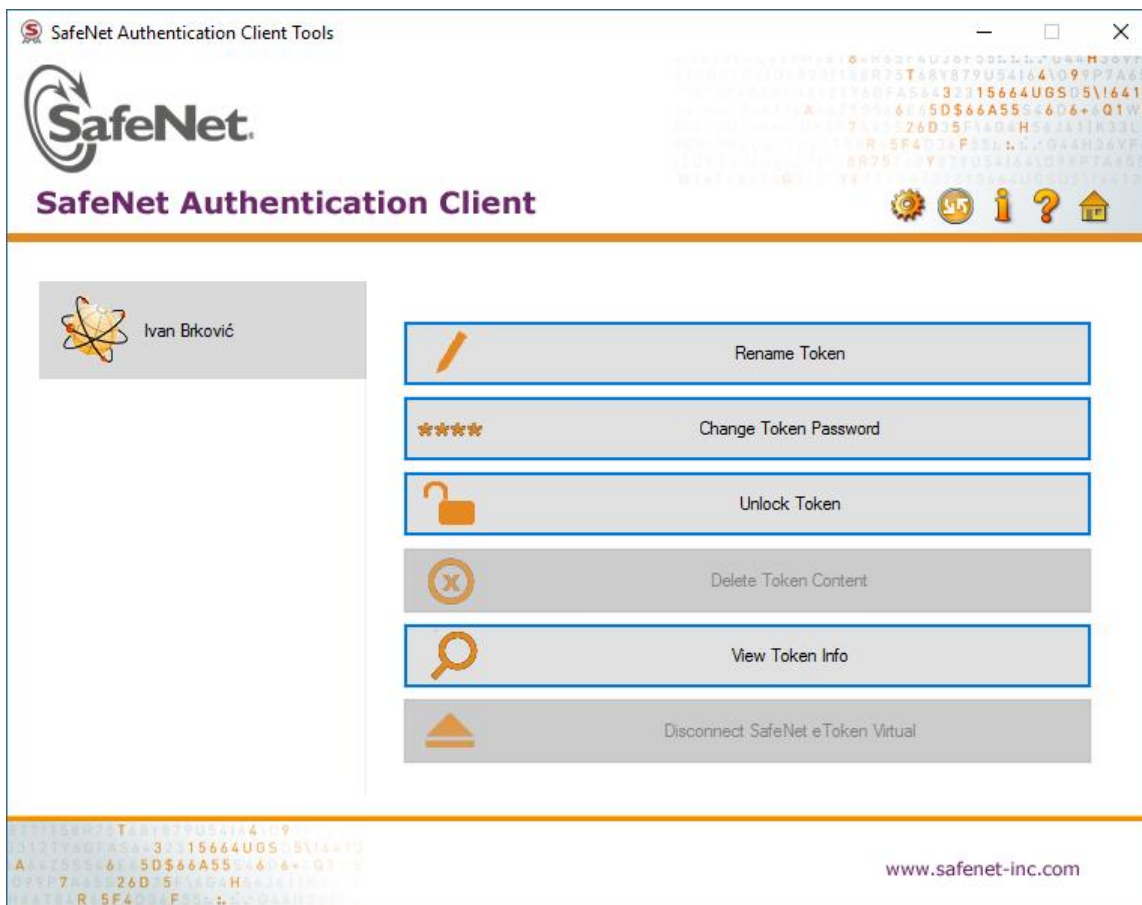 SafeNet Authentication Client Tools
SafeNet.
SafeNet Authentication Client
Ivan Brković
Rename Token
****
Change Token Password
Unlock Token
Delete Token Content
View Token Info
Disconnect SafeNet eToken Virtual
www.safenet-inc.com